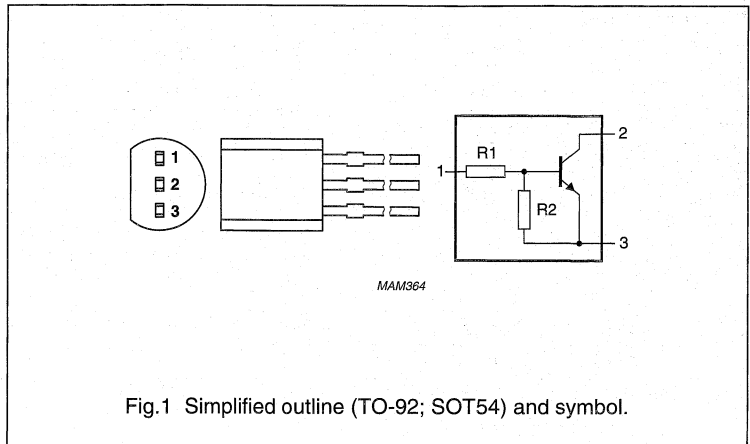 1
2
3
R1
R2
1
2
3
MAM364
Fig.1 Simplified outline (TO-92; SOT54) and symbol.